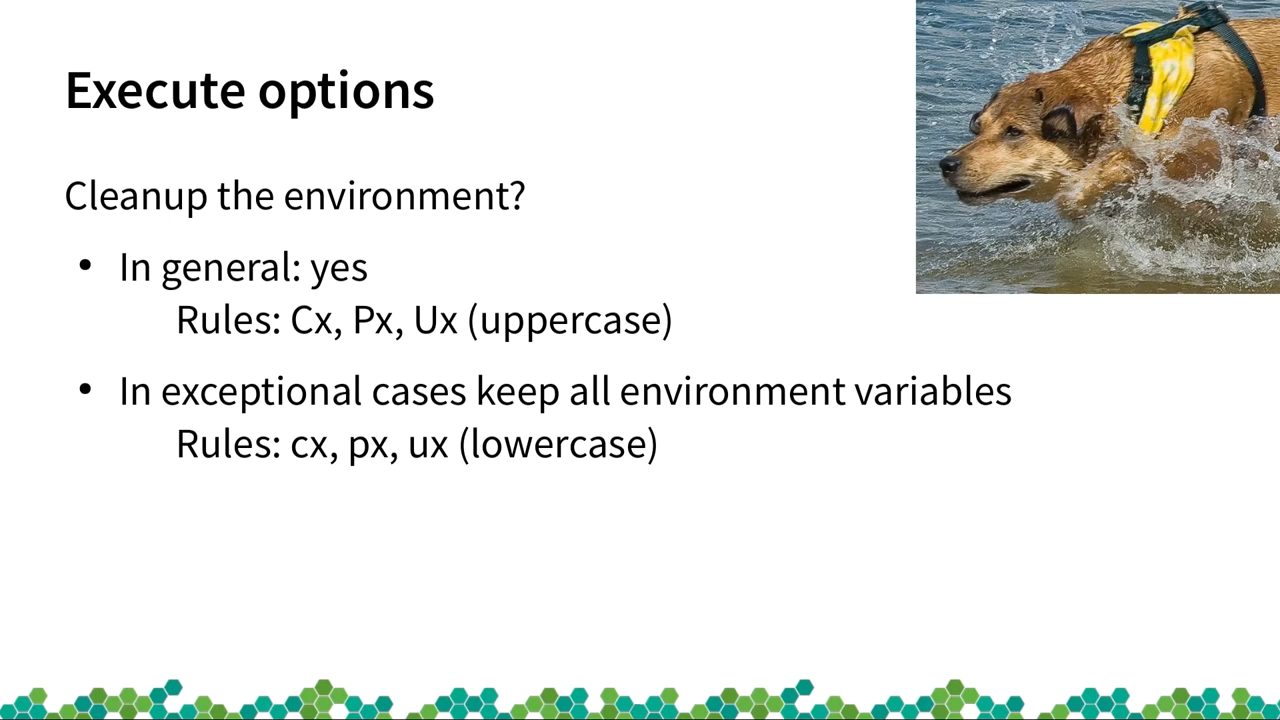 Execute options
Cleanup the environment?
• In general: yes
Rules: Cx, Px, Ux (uppercase)
• In exceptional cases keep all environment variables
Rules: cx, px, ux (lowercase)